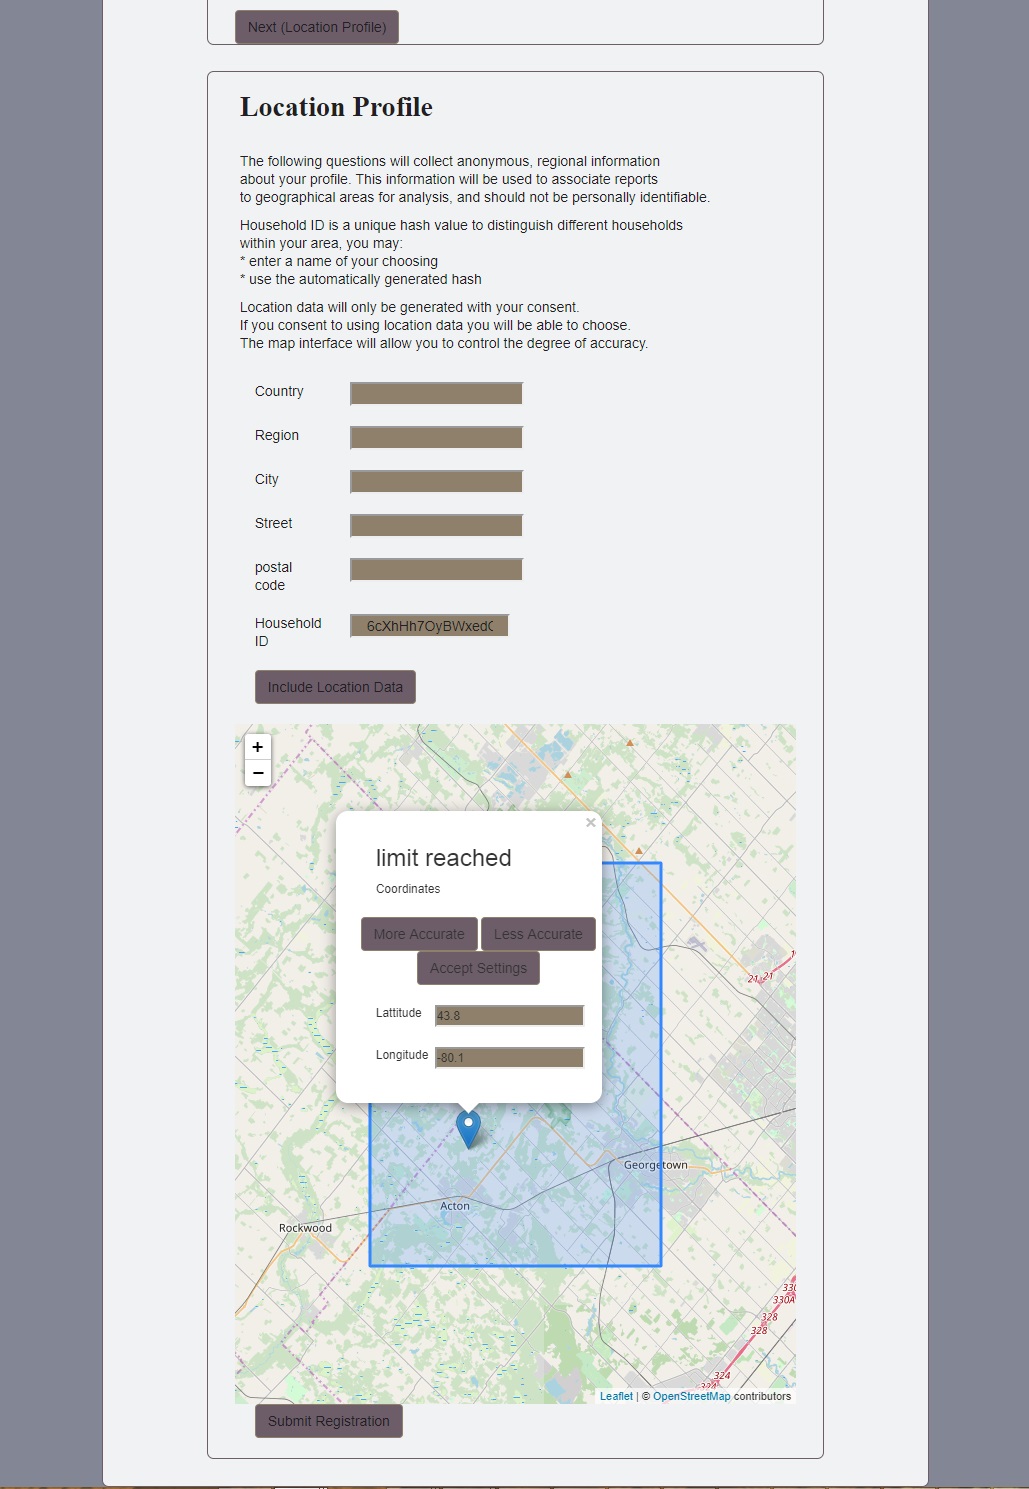 Next (Location Profile)
Location Profile
The following questions will collect anonymous, regional information
about your profile. This information will be used to associate reports
to geographical areas for analysis, and should not be personally identifiable.
Household ID is a unique hash value to distinguish different households
within your area, you may:
* enter a name of your choosing
* use the automatically generated hash
Location data will only be generated with your consent.
If you consent to using location data you will be able to choose.
The map interface will allow you to control the degree of accuracy.
Country
Region
City
Street
postal
code
Household
ID
6cXhHh7OyBWxed
Include Location Data
+
−
×
limit reached
Coordinates
More Accurate Less Accurate
Accept Settings
Lattitude 43.8
Longitude -80.1
21 21
Georgetown
Acton
Rockwood
330A
328
328
324
Leaflet | © OpenStreetMap contributors
Submit Registration